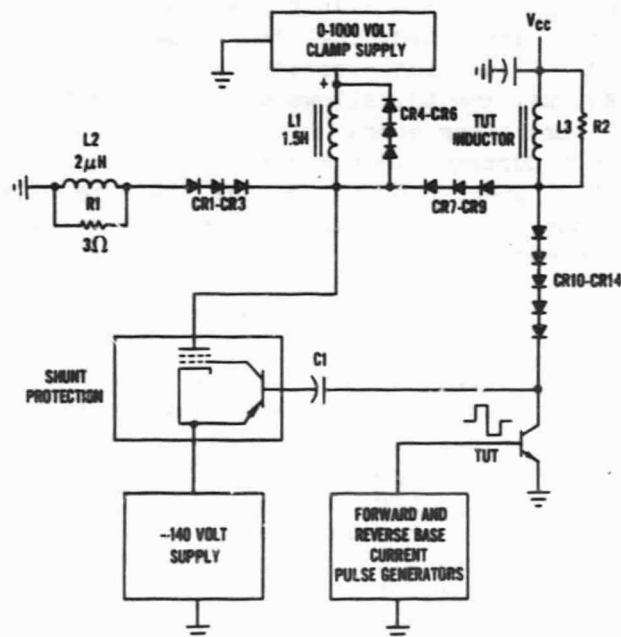 0-1000 VOLT
CLAMP SUPPLY
VCC
+
CR4-CR6
L1
1.5H
TUT
INDUCTOR
L3
R2
L2
2μH
R1
3Ω
CR1-CR3
CR7-CR9
CR10-CR14
SHUNT
PROTECTION
C1
TUT
-140 VOLT
SUPPLY
FORWARD AND
REVERSE BASE
CURRENT
PULSE GENERATORS